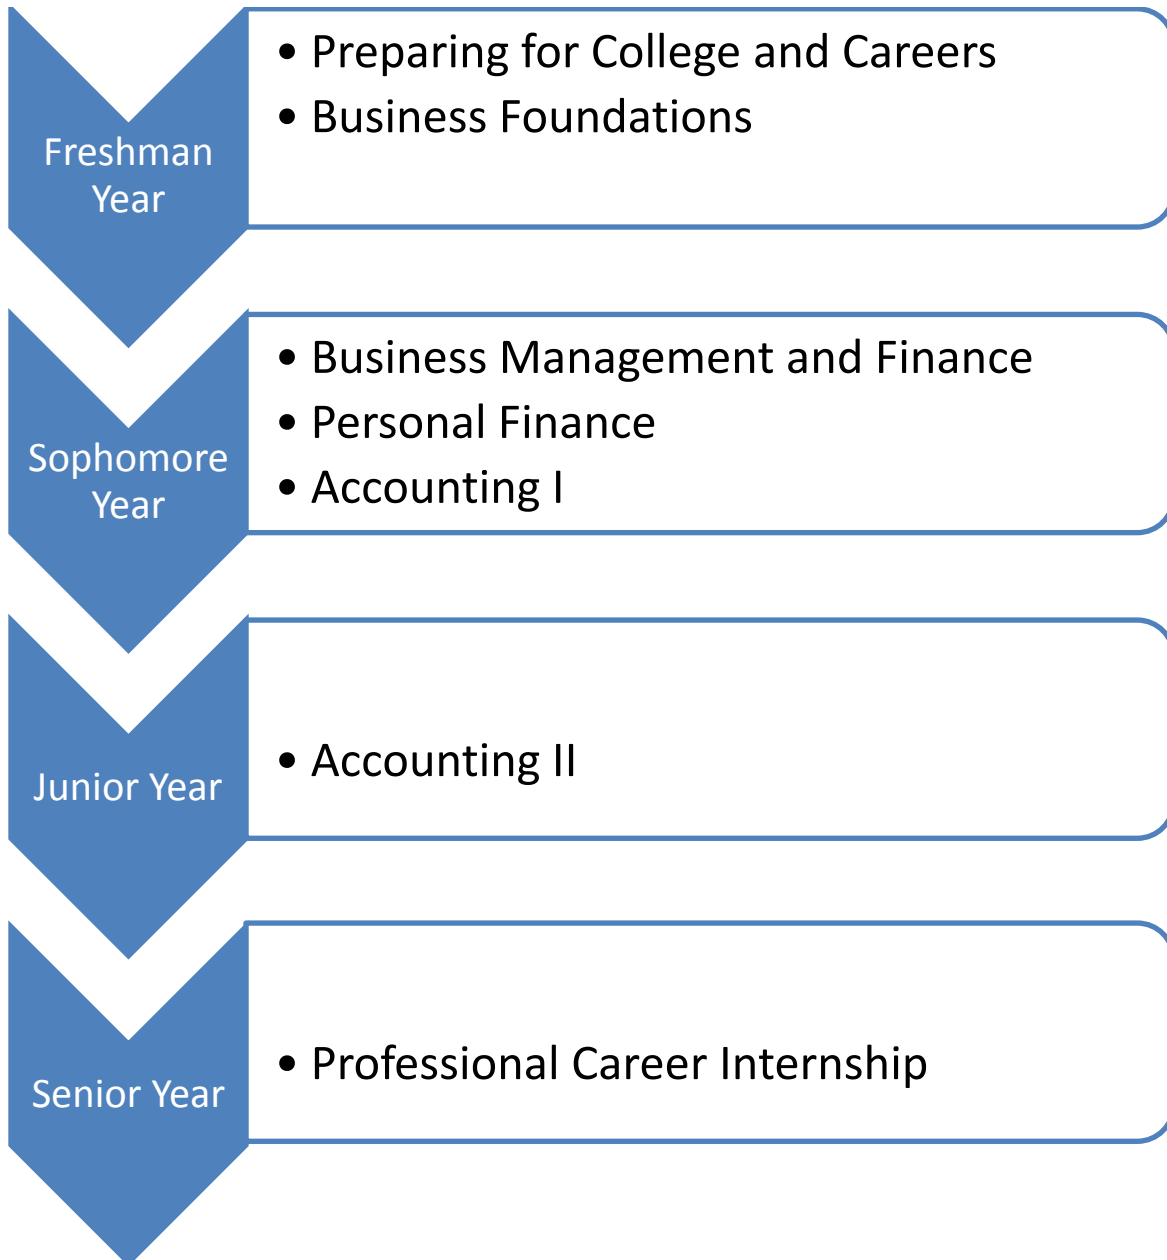 Freshman
Year
• Preparing for College and Careers
• Business Foundations
Sophomore
Year
• Business Management and Finance
• Personal Finance
• Accounting I
Junior Year
• Accounting II
Senior Year
• Professional Career Internship